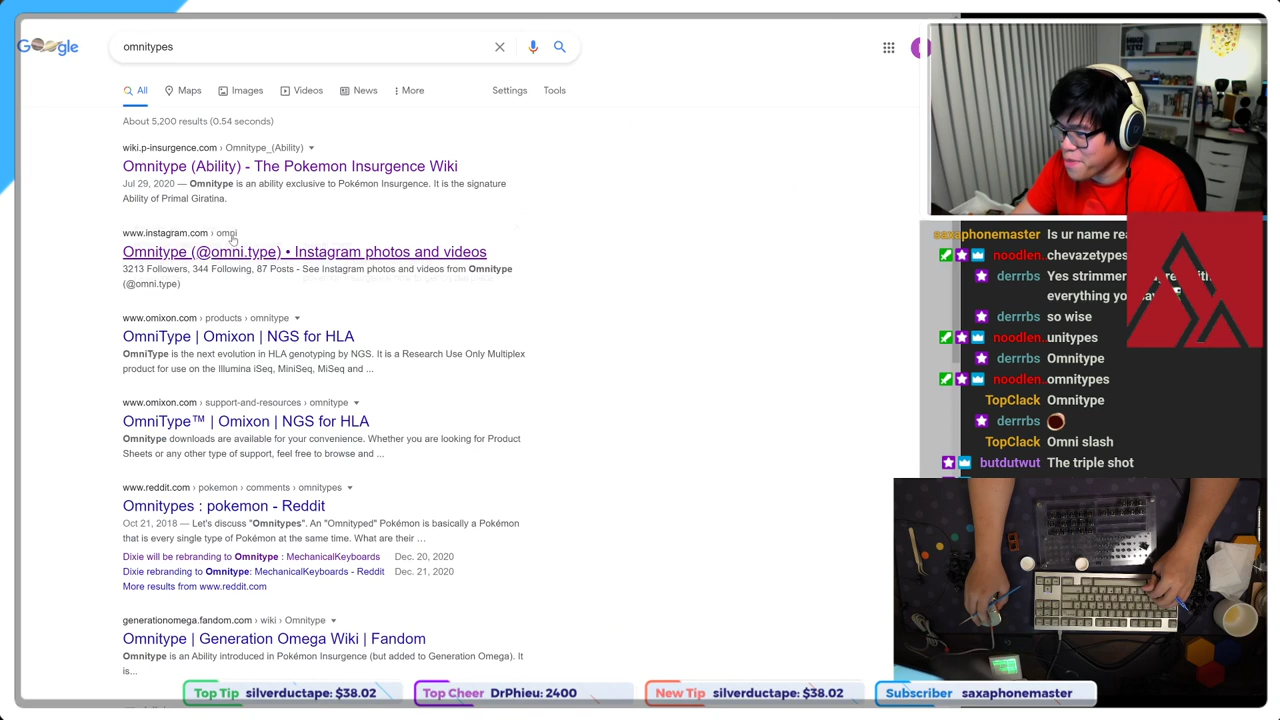 Google
omnitypes
All
Maps
Images
Videos
News
More
Settings
Tools
About 5,200 results (0.54 seconds)
wiki.p-insurgence.com › Omnitype_(Ability)
Omnitype (Ability) - The Pokemon Insurgence Wiki
Jul 29, 2020 — Omnitype is an ability exclusive to Pokémon Insurgence. It is the signature
Ability of Primal Giratina.
www.instagram.com › omni
Omnitype (@omni.type) • Instagram photos and videos
3213 Followers, 344 Following, 87 Posts - See Instagram photos and videos from Omnitype
(@omni.type)
www.omixon.com › products › omnitype
OmniType | Omixon | NGS for HLA
OmniType is the next evolution in HLA genotyping by NGS. It is a Research Use Only Multiplex
product for use on the Illumina iSeq, MiniSeq, MiSeq and ...
www.omixon.com › support-and-resources › omnitype
OmniType™ | Omixon | NGS for HLA
Omnitype downloads are available for your convenience. Whether you are looking for Product
Sheets or any other type of support, feel free to browse and ...
www.reddit.com › pokemon › comments › omnitypes
Omnitypes : pokemon - Reddit
Oct 21, 2018 — Let's discuss "Omnitypes". An "Omnityped" Pokémon is basically a Pokémon
that is every single type of Pokémon at the same time. What are their ...
Dixie will be rebranding to Omnitype : MechanicalKeyboards Dec. 20, 2020
Dixie rebranding to Omnitype: MechanicalKeyboards - Reddit Dec. 21, 2020
More results from www.reddit.com
generationomega.fandom.com › wiki › Omnitype
Omnitype | Generation Omega Wiki | Fandom
Omnitype is an Ability introduced in Pokémon Insurgence (but added to Generation Omega). It
is...
saxaphonemaster Is ur name
noodlen. chevazetypes
derrrbs Yes strimmer
everything
derrrbs so wise
noodlen. unitypes
derrrbs Omnitype
noodlen. omnitypes
TopClack Omnitype
derrrbs
TopClack Omni slash
butdutwut The triple shot
Top Tip silverductape: $38.02
Top Cheer DrPhieu: 2400
New Tip silverductape: $38.02
Subscriber saxaphonemaster